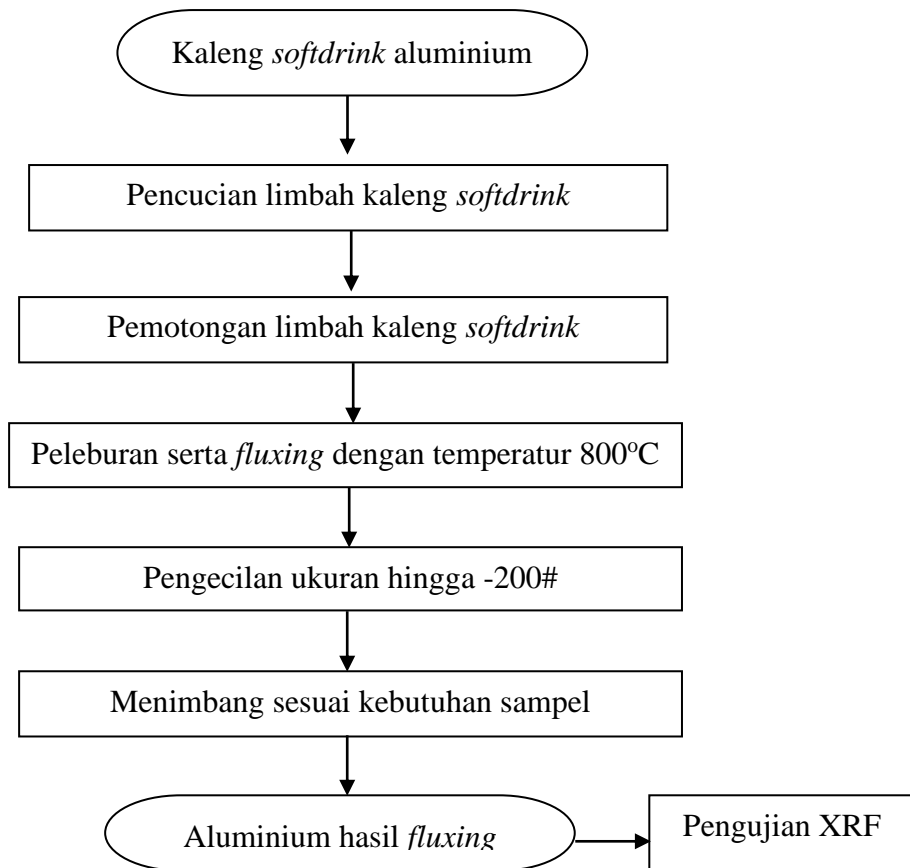 Kaleng softdrink aluminium
Pencucian limbah kaleng softdrink
Pemotongan limbah kaleng softdrink
Peleburan serta fluxing dengan temperatur 800°C
Pengecilan ukuran hingga -200#
Menimbang sesuai kebutuhan sampel
Aluminium hasil fluxing
Pengujian XRF